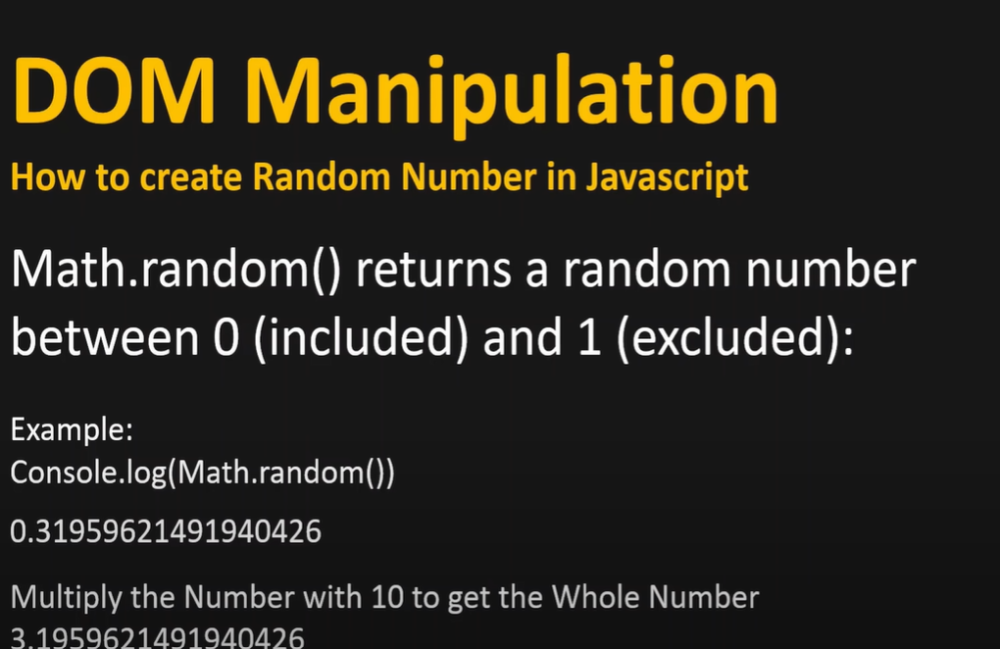 DOM Manipulation
How to create Random Number in Javascript
Math.random() returns a random number
between 0 (included) and 1 (excluded):
Example:
Console.log(Math.random())
0.31959621491940426
Multiply the Number with 10 to get the Whole Number
3.1959621491940426